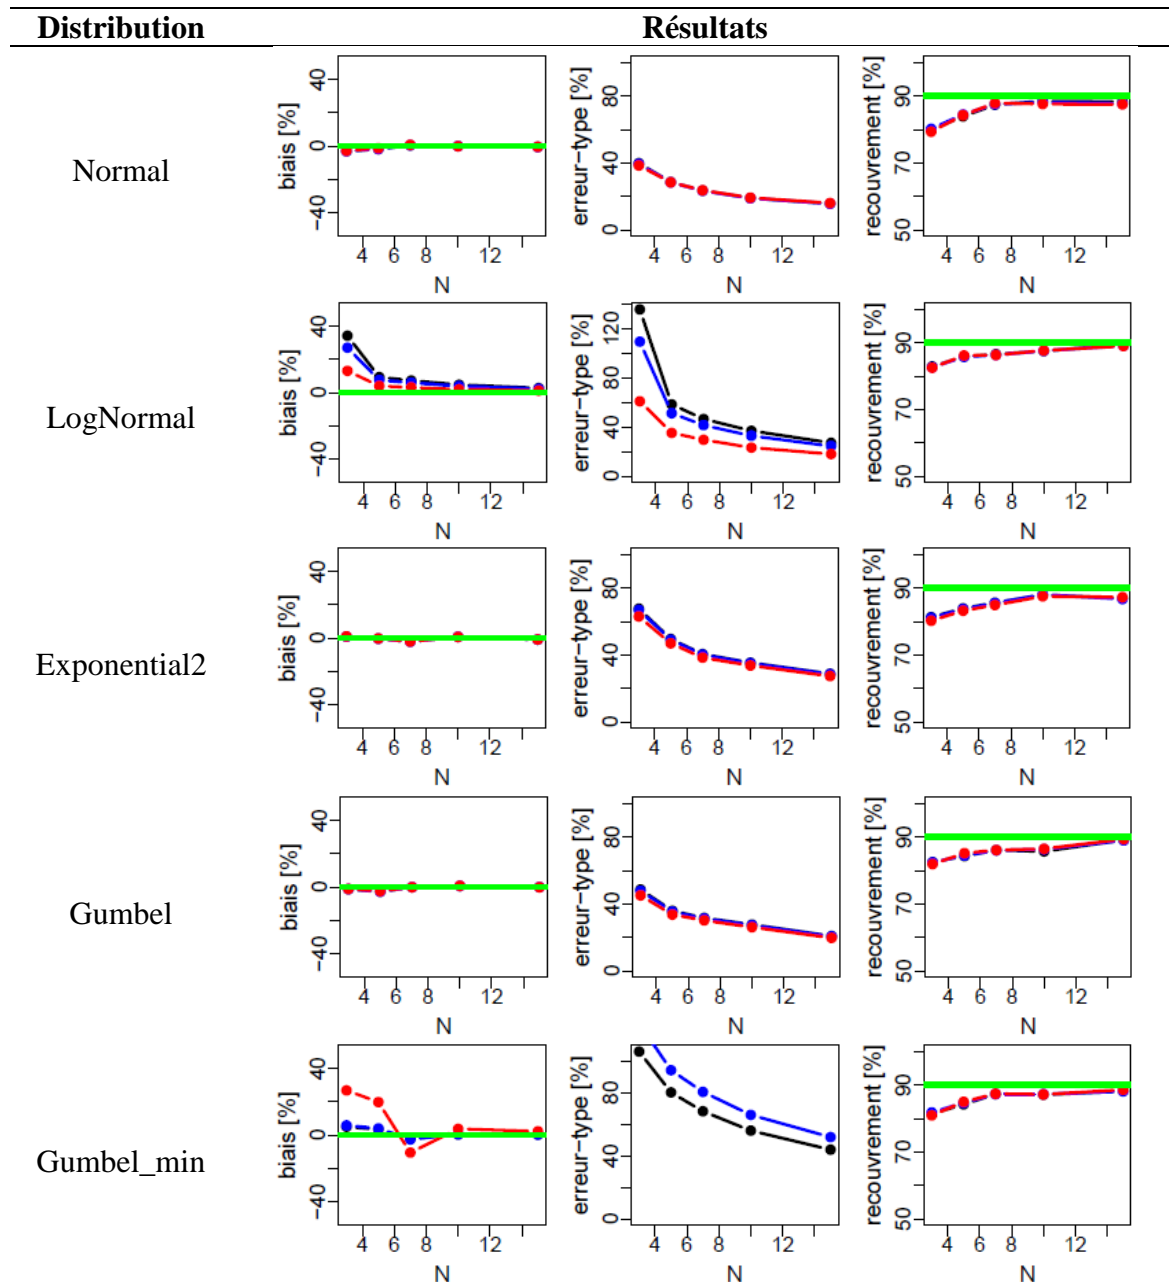 Distribution Résultats
Normal
biais [%]
40
0
−40
4 6 8 12
N
erreur−type [%]
80
40
0
4 6 8 12
N
recouvrement [%]
90
70
50
4 6 8 12
N
LogNormal
biais [%]
40
0
−40
4 6 8 12
N
erreur−type [%]
120
80
40
0
4 6 8 12
N
recouvrement [%]
90
70
50
4 6 8 12
N
Exponential2
biais [%]
40
0
−40
4 6 8 12
N
erreur−type [%]
80
40
0
4 6 8 12
N
recouvrement [%]
90
70
50
4 6 8 12
N
Gumbel
biais [%]
40
0
−40
4 6 8 12
N
erreur−type [%]
80
40
0
4 6 8 12
N
recouvrement [%]
90
70
50
4 6 8 12
N
Gumbel_min
biais [%]
40
0
−40
4 6 8 12
N
erreur−type [%]
80
40
0
4 6 8 12
N
recouvrement [%]
90
70
50
4 6 8 12
N